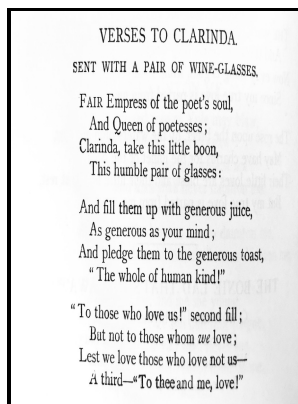 VERSES TO CLARINDA.
SENT WITH A PAIR OF WINE-GLASSES.
FAIR Empress of the poet's soul,
And Queen of poetesses;
Clarinda, take this little boon,
This humble pair of glasses:
And fill them up with generous juice,
As generous as your mind;
And pledge them to the generous toast,
"The whole of human kind!"
"To those who love us!" second fill;
But not to those whom we love;
Lest we love those who love not us—
A third—"To thee and me, love!"